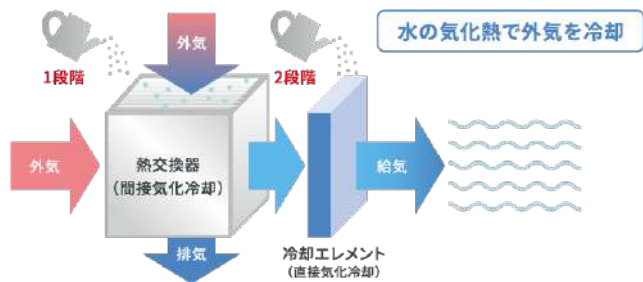 水の気化熱で外気を冷却
1段階
外気
2段階
外気
熱交換器
（間接気化冷却）
給気
排気
冷却エレメント
（直接気化冷却）